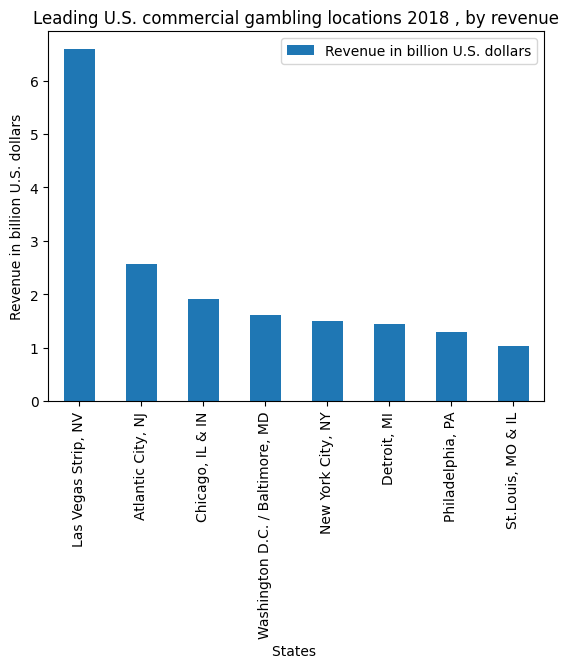 Leading U.S. commercial gambling locations 2018 , by revenue
Revenue in billion U.S. dollars
Revenue in billion U.S. dollars
6
5
4
3
2
1
0
Las Vegas Strip, NV
Atlantic City, NJ
Chicago, IL & IN
Washington D.C. / Baltimore, MD
New York City, NY
Detroit, MI
Philadelphia, PA
St.Louis, MO & IL
States